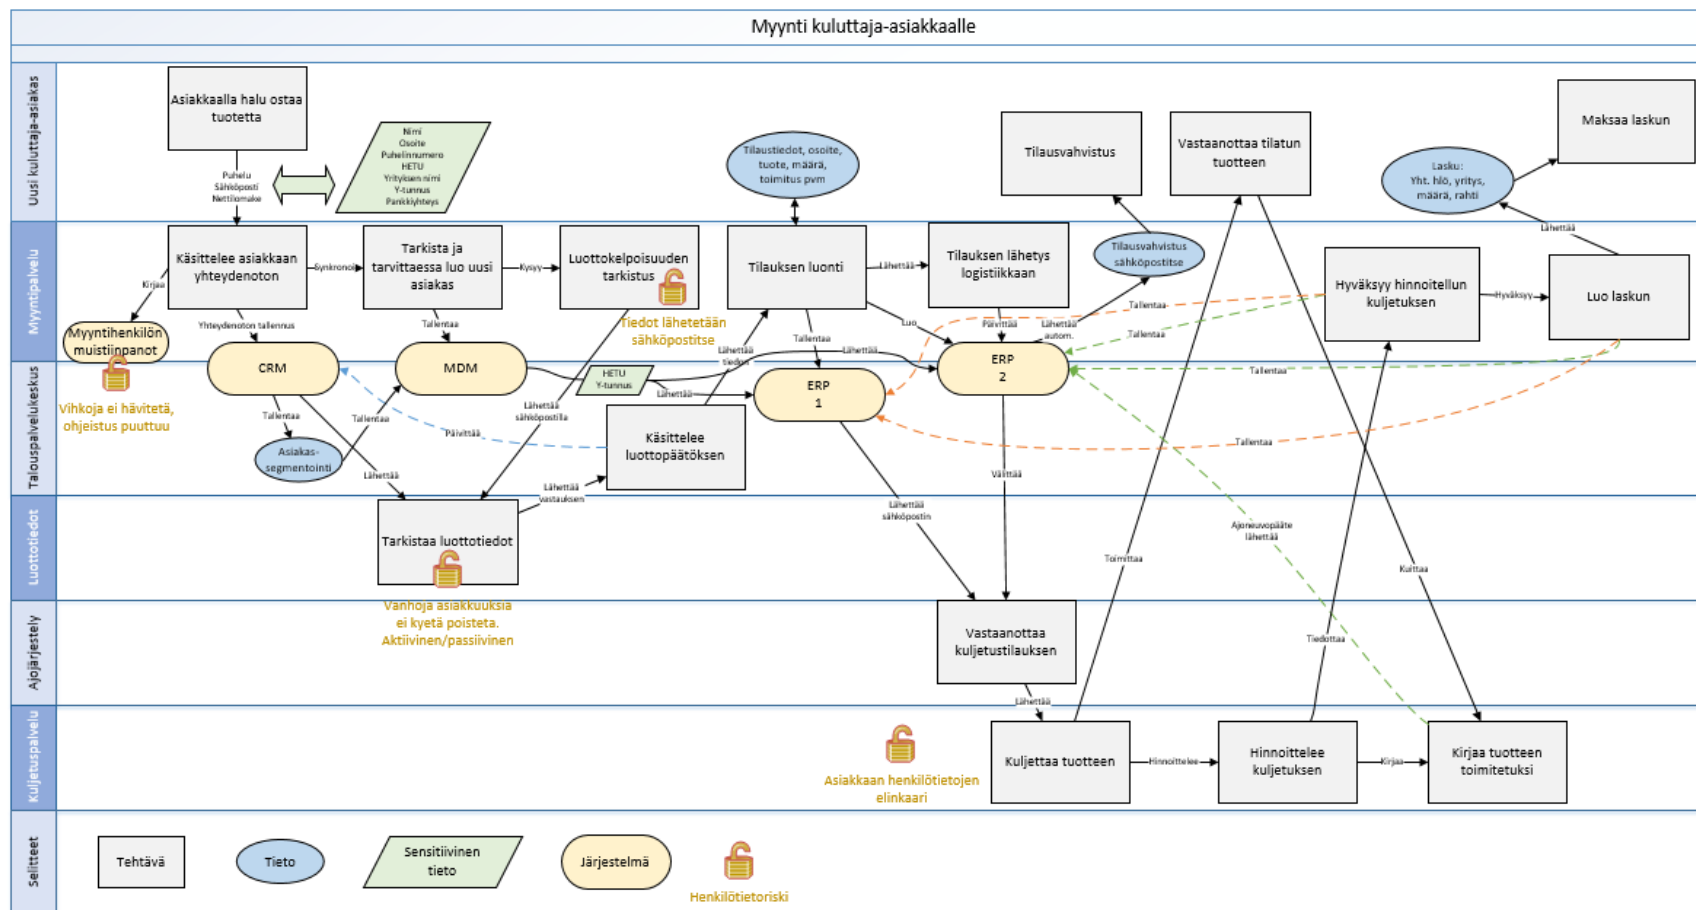 Myynti kuluttaja-asiakkaalle
Uusi kuluttaja-asiakas
Asiakkaalla halu ostaa
tuotetta
Puhelu
Sähköposti
Nettilomake
Nimi
Osoite
Puhelinnumero
HETU
Yrityksen nimi
Y-tunnus
Pankkiyhteys
Tilaustiedot, osoite,
tuote, määrä,
toimitus pvm
Tilausvahvistus
Vastaanottaa tilatun
tuotteen
Lasku:
Yht. hlö, yritys,
määrä, rahti
Maksaa laskun
Myyntipalvelu
Käsittelee asiakkaan
yhteydenoton
Synkronoi
Tarkista ja
tarvittaessa luo uusi
asiakas
Kysyy
Luottokelpoisuuden
tarkistus
Tiedot lähetetään
sähköpostitse
Tilauksen luonti
Lähettää
Tilauksen lähetys
logistiikkaan
Tilausvahvistus
sähköpostitse
Hyväksyy hinnoitellun
kuljetuksen
Hyväksyy
Luo laskun
Lähettää
Kirjaa
Myyntihenkilön
muistiinpanot
Yhteydenoton tallennus
Tallentaa
Lähettää
tiedon
Tallentaa
Luo
Päivittää
Lähettää
autom.
Tallentaa
Tallentaa
Vihkoja ei hävitetä,
ohjeistus puuttuu
Talouspalvelukeskus
CRM
MDM
HETU
Y-tunnus
Lähettää
Lähettää
ERP
1
ERP
2
Tallentaa
Tallentaa
Tallentaa
Tallentaa
Asiakas-
segmentointi
Lähettää
Päivittää
Lähettää
sähköpostilla
Käsittelee
luottopäätöksen
Lähettää
vastauksen
Välittää
Lähettää
sähköpostin
Luottotiedot
Tarkistaa luottotiedot
Vanhoja asiakkuuksia
ei kyetä poisteta.
Aktiivinen/passiivinen
Ajoneuvopääte
lähettää
Toimittaa
Kuittaa
Ajojärjestely
Vastaanottaa
kuljetustilauksen
Lähettää
Tiedottaa
Kuljetuspalvelu
Asiakkaan henkilötietojen
elinkaari
Kuljettaa tuotteen
Hinnoittelee
Hinnoittelee
kuljetuksen
Kirjaa
Kirjaa tuotteen
toimitetuksi
Selitteet
Tehtävä
Tieto
Sensitiivinen
tieto
Järjestelmä
Henkilötietoriski